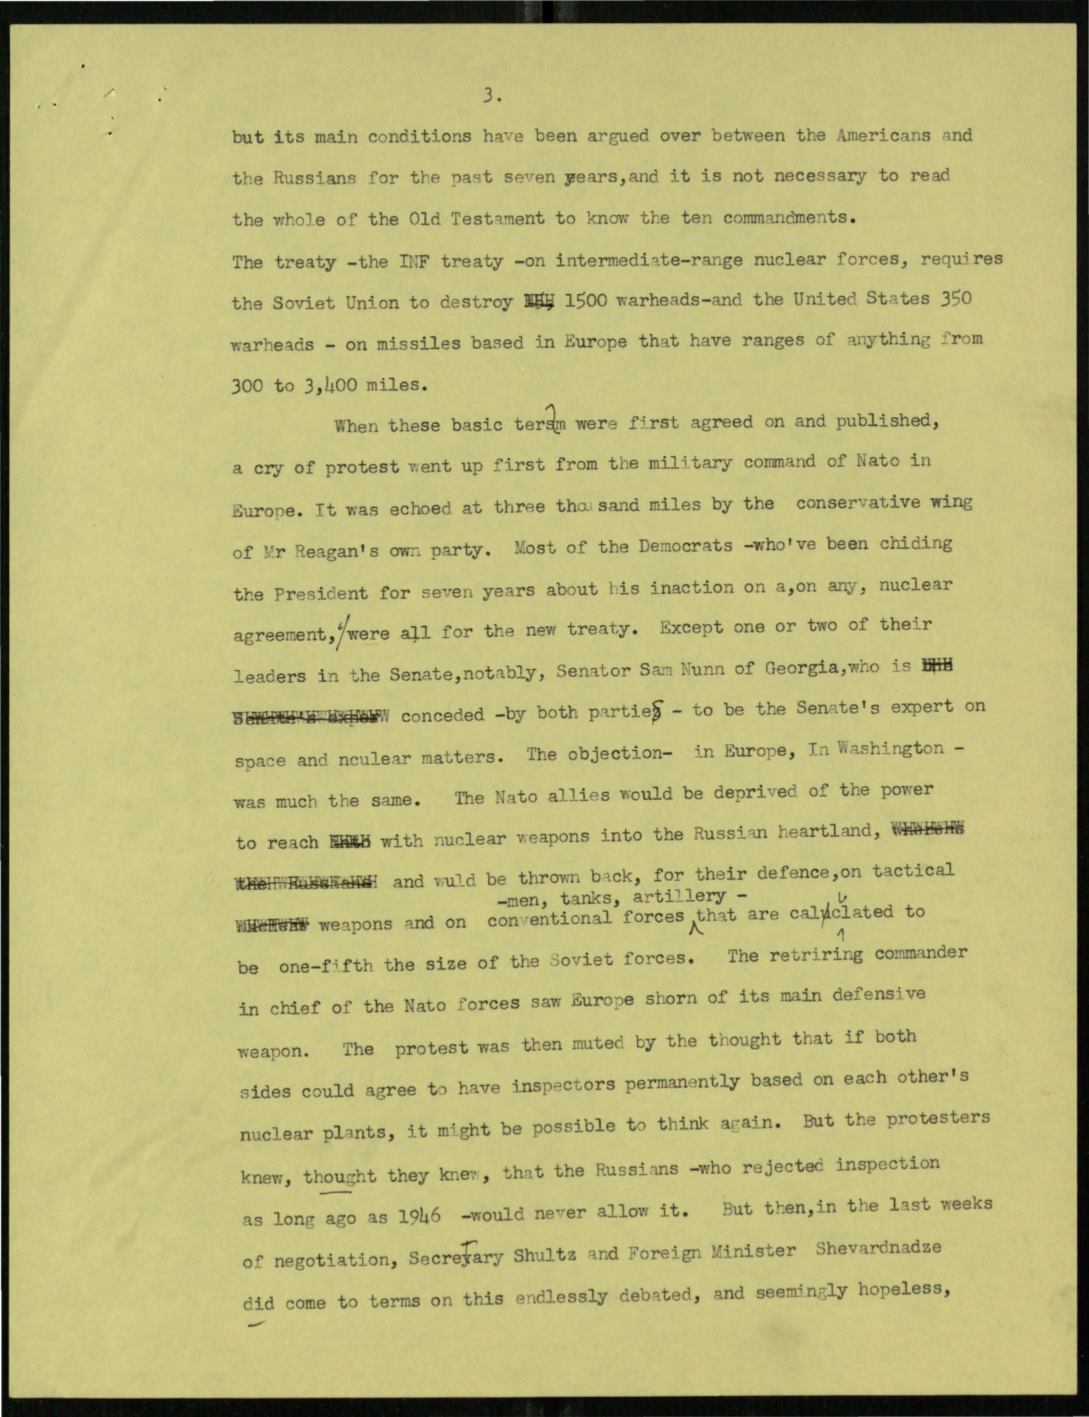 3.
but its main conditions have been argued over between the Americans and
the Russians for the past seven years,and it is not necessary to read
the whole of the Old Testament to know the ten commandments.
The treaty -the INF treaty -on intermediate-range nuclear forces, requires
the Soviet Union to destroy 1500 warheads-and the United States 350
warheads - on missiles based in Europe that have ranges of anything from
300 to 3,400 miles.
When these basic tersm were first agreed on and published,
a cry of protest went up first from the military command of Nato in
Europe. It was echoed at three thousand miles by the conservative wing
of Mr Reagan's own party. Most of the Democrats -who've been chiding
the President for seven years about his inaction on a,on any, nuclear
agreement, were all for the new treaty. Except one or two of their
leaders in the Senate,notably, Senator Sam Nunn of Georgia,who is
conceded -by both parties - to be the Senate's expert on
space and nculear matters. The objection- in Europe, In Washington -
was much the same. The Nato allies would be deprived of the power
to reach with nuclear weapons into the Russian heartland,
and wuld be thrown back, for their defence,on tactical
-men, tanks, artillery -
weapons and on conventional forces that are calculated to
be one-fifth the size of the Soviet forces. The retriring commander
in chief of the Nato forces saw Europe shorn of its main defensive
weapon. The protest was then muted by the thought that if both
sides could agree to have inspectors permanently based on each other's
nuclear plants, it might be possible to think again. But the protesters
knew, thought they knew, that the Russians -who rejected inspection
as long ago as 1946 -would never allow it. But then,in the last weeks
of negotiation, Secretary Shultz and Foreign Minister Shevardnadze
did come to terms on this endlessly debated, and seemingly hopeless,